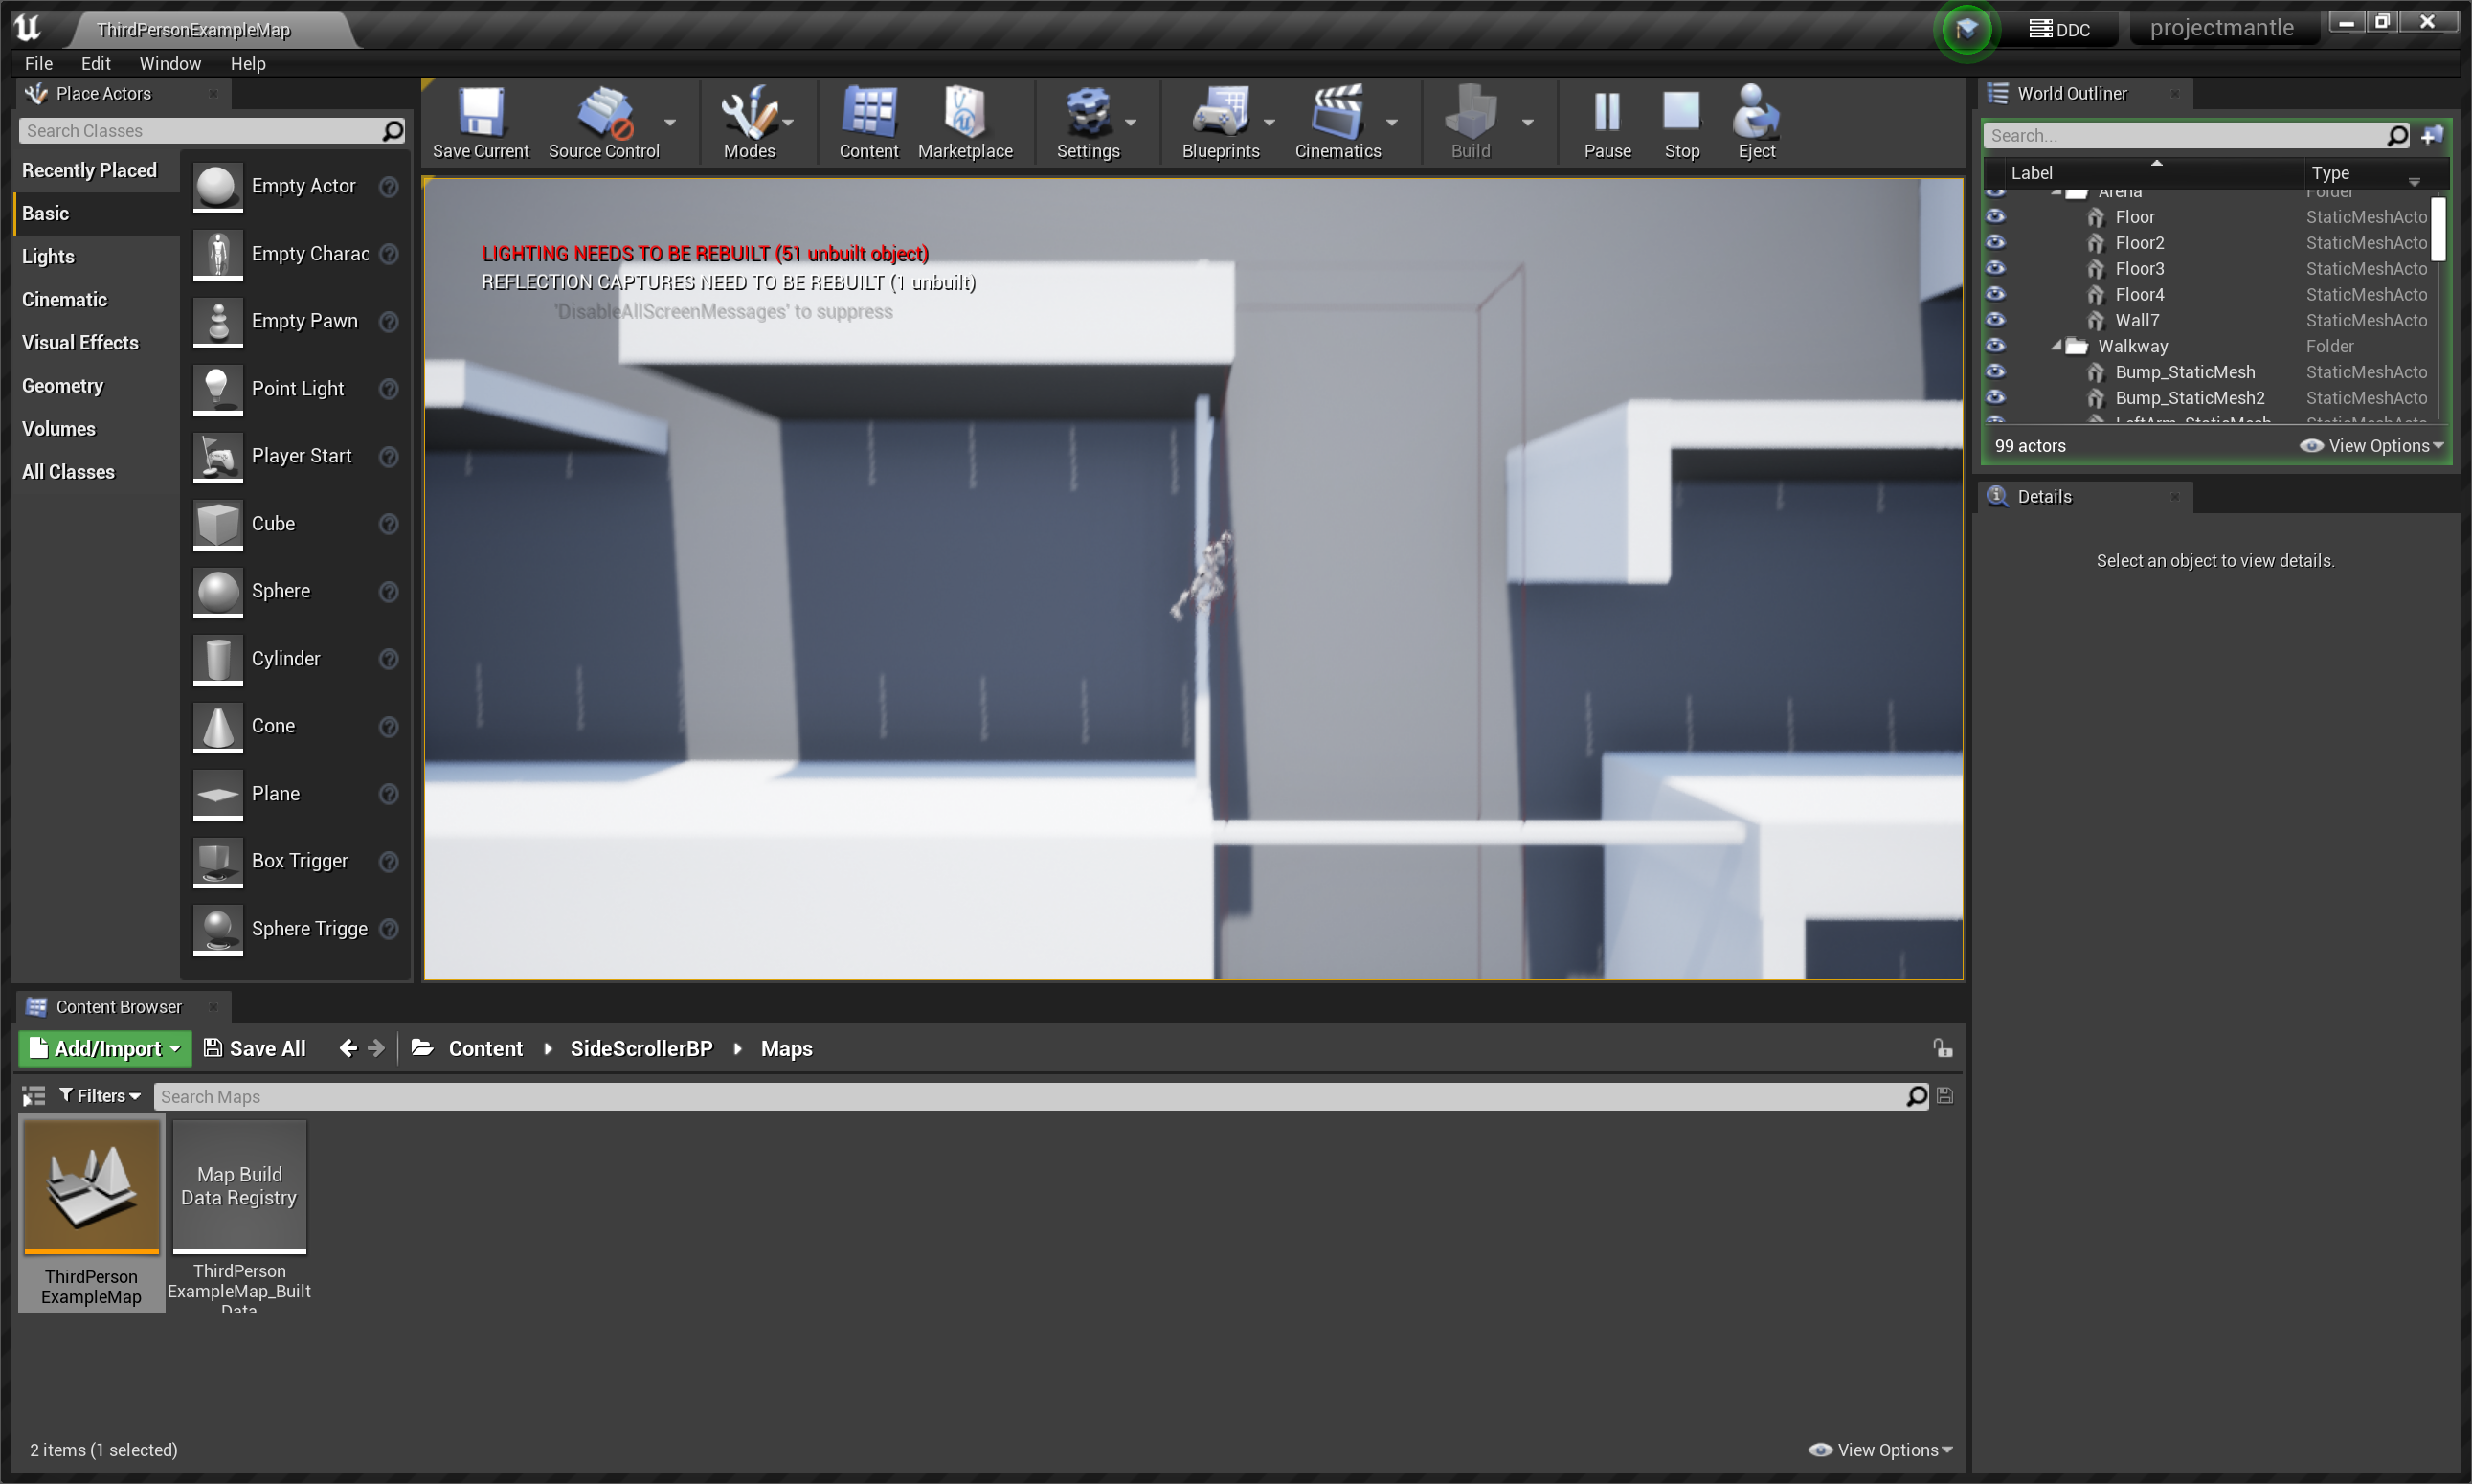 ThirdPersonExampleMap
DDC
projectmantle
File Edit Window Help
Place Actors
Search Classes
Recently Placed
Basic
Lights
Cinematic
Visual Effects
Geometry
Volumes
All Classes
Empty Actor
Empty Charac
Empty Pawn
Point Light
Player Start
Cube
Sphere
Cylinder
Cone
Plane
Box Trigger
Sphere Trigge
Save Current
Source Control
Modes
Content
Marketplace
Settings
Blueprints
Cinematics
Build
Pause
Stop
Eject
LIGHTING NEEDS TO BE REBUILT (51 unbuilt object)
REFLECTION CAPTURES NEED TO BE REBUILT (1 unbuilt)
'DisableAllScreenMessages' to suppress
World Outliner
Search...
Label Type
Arena Folder
Floor StaticMeshActo
Floor2 StaticMeshActo
Floor3 StaticMeshActo
Floor4 StaticMeshActo
Wall7 StaticMeshActo
Walkway Folder
Bump_StaticMesh StaticMeshActo
Bump_StaticMesh2 StaticMeshActo
LeftArm_StaticMesh StaticMeshActo
99 actors
View Options
Details
Select an object to view details.
Content Browser
Add/Import
Save All
Content
SideScrollerBP
Maps
Filters
Search Maps
Map Build
Data Registry
ThirdPerson
ExampleMap
ThirdPerson
ExampleMap_Built
Data
2 items (1 selected)
View Options